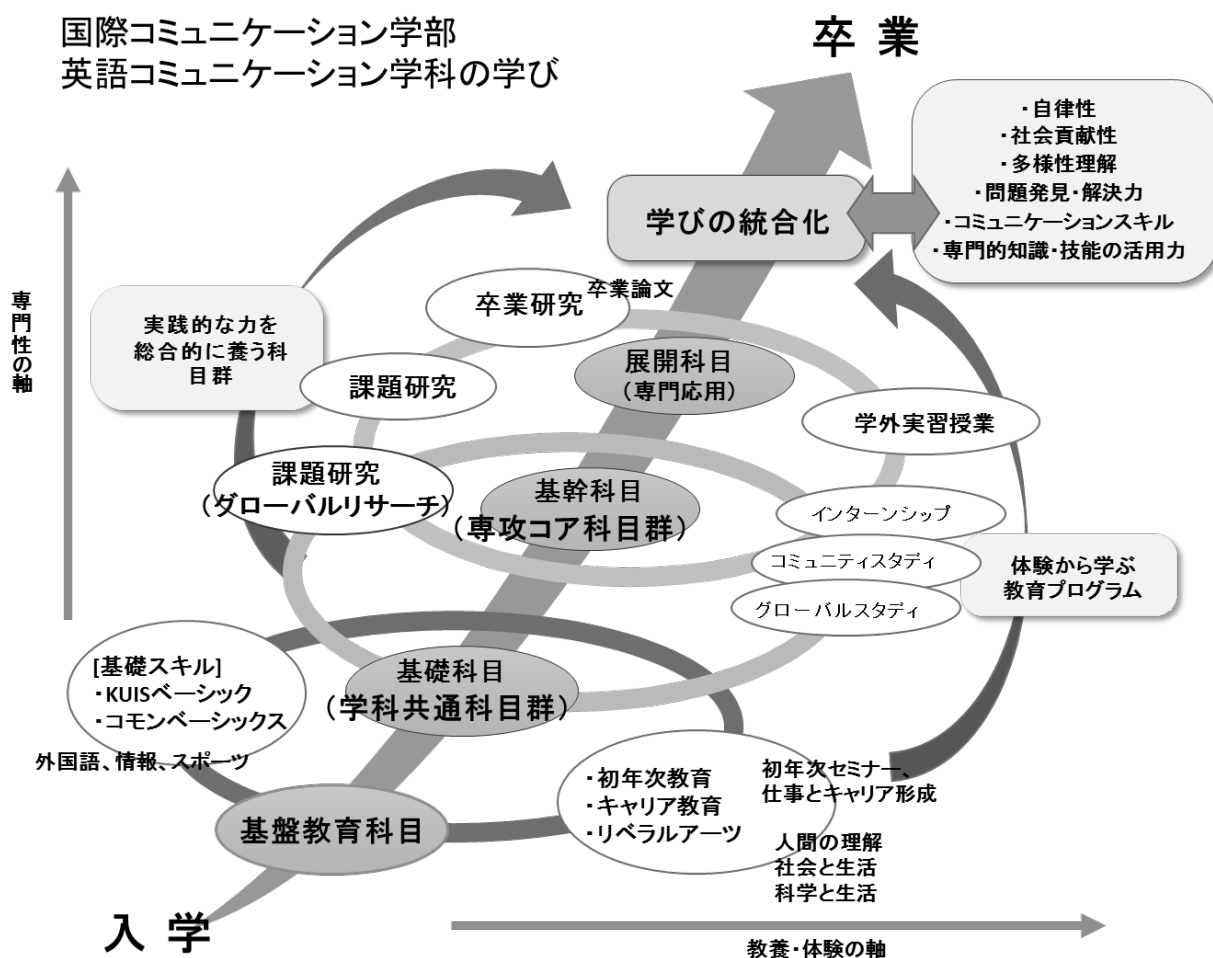 国際コミュニケーション学部
英語コミュニケーション学科の学び
卒 業
・自律性
・社会貢献性
・多様性理解
・問題発見・解決力
・コミュニケーションスキル
・専門的知識・技能の活用力
学びの統合化
専門性の軸
実践的な力を
総合的に養う科
目群
卒業研究
卒業論文
展開科目
(専門応用)
課題研究
学外実習授業
課題研究
(グローバルリサーチ)
基幹科目
(専攻コア科目群)
インターンシップ
コミュニティスタディ
グローバルスタディ
体験から学ぶ
教育プログラム
[基礎スキル]
・KUISベーシック
・コモンベーシックス
外国語、情報、スポーツ
基礎科目
(学科共通科目群)
・初年次教育
・キャリア教育
・リベラルアーツ
初年次セミナー、
仕事とキャリア形成
人間の理解
社会と生活
科学と生活
基盤教育科目
入 学
教養・体験の軸